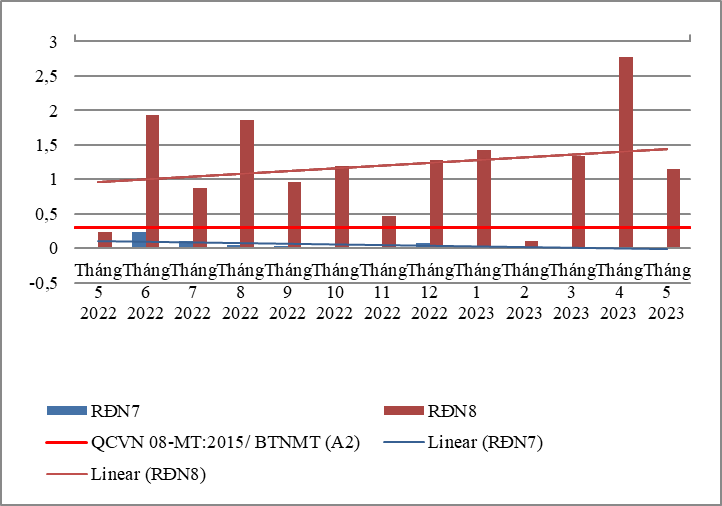 3
2,5
2
1,5
1
0,5
0
-0,5
Tháng Tháng Tháng Tháng Tháng Tháng Tháng Tháng Tháng Tháng Tháng Tháng Tháng
5 6 7 8 9 10 11 12 1 2 3 4 5
2022 2022 2022 2022 2022 2022 2022 2022 2023 2023 2023 2023 2023
RĐN7 RĐN8
QCVN 08-MT:2015/ BTNMT (A2) Linear (RĐN7)
Linear (RĐN8)